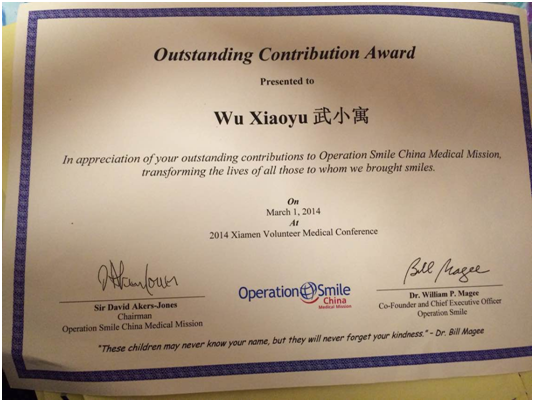 Outstanding Contribution Award
Presented to
Wu Xiaoyu 武小寓
In appreciation of your outstanding contributions to Operation Smile China Medical Mission,
transforming the lives of all those to whom we brought smiles.
On
March 1, 2014
At
2014 Xiamen Volunteer Medical Conference
Bill Magee
Operation Smile
China
Medical Mission
Sir David Akers-Jones
Chairman
Operation Smile China Medical Mission
Dr. William P. Magee
Co-Founder and Chief Executive Officer
Operation Smile
"These children may never know your name, but they will never forget your kindness." – Dr. Bill Magee